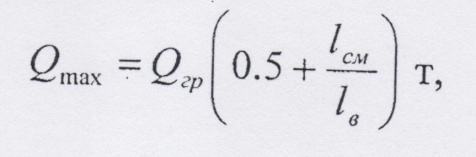 Q_max = Q_гр (0.5 + l_см / l_в) т,